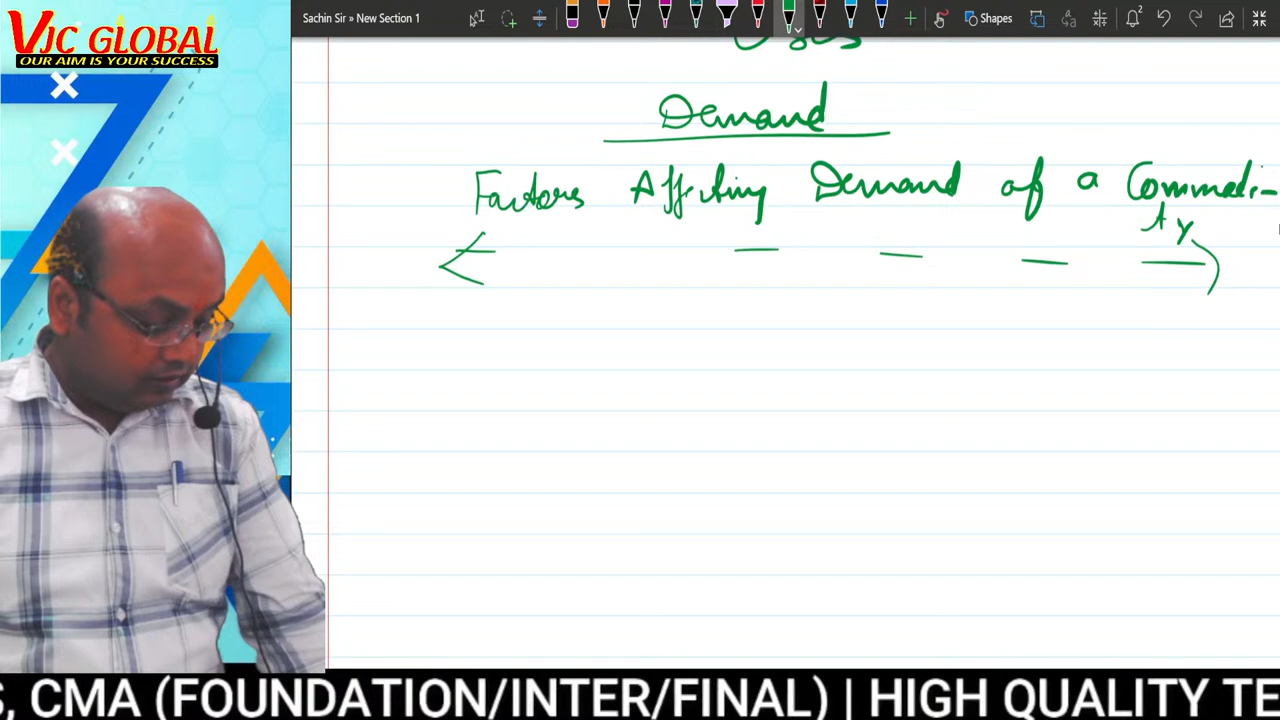 VJC GLOBAL
OUR AIM IS YOUR SUCCESS
Sachin Sir » New Section 1
Shapes
2
Demand
Factors Affecting Demand of a Commodi-
ty
S, CMA (FOUNDATION/INTER/FINAL) | HIGH QUALITY TE